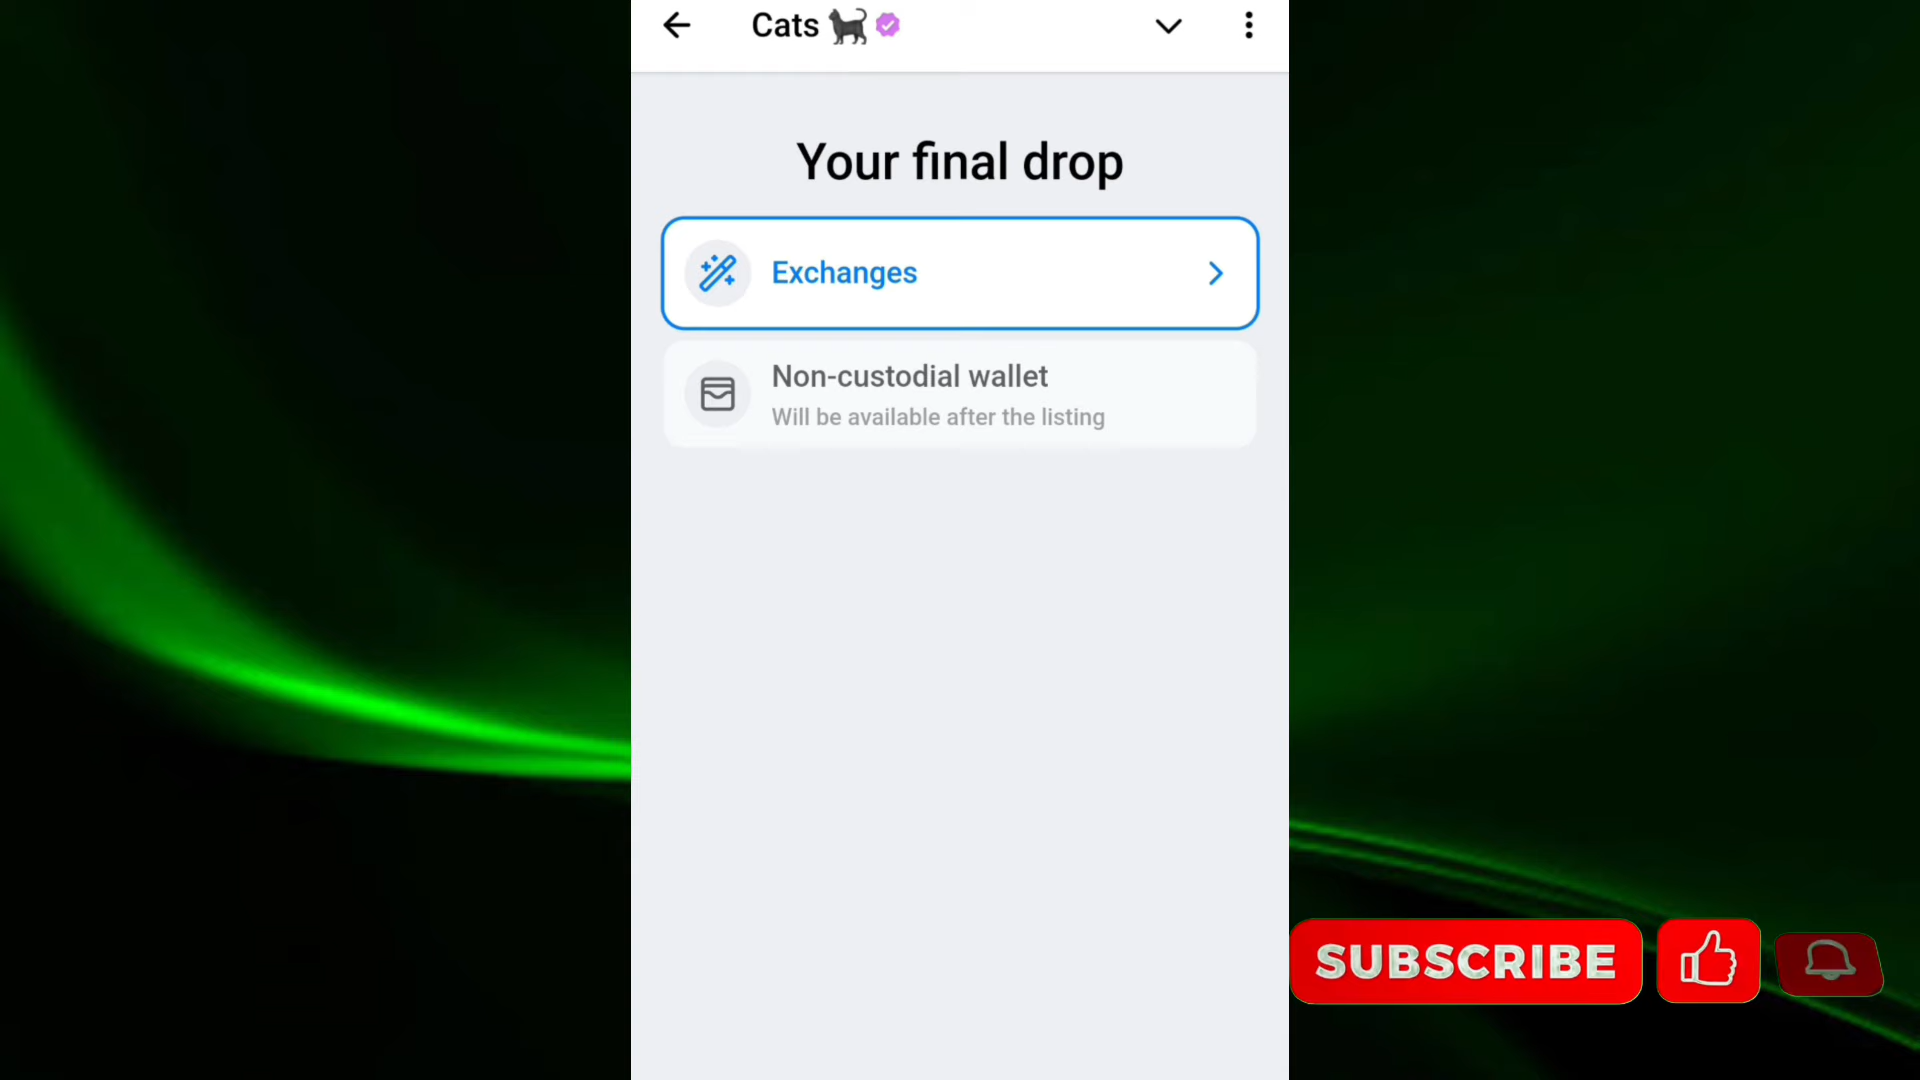 Cats 🐈‍⬛
Your final drop
Exchanges
Non-custodial wallet
Will be available after the listing
SUBSCRIBE